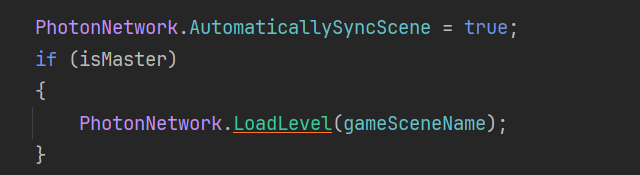 PhotonNetwork.AutomaticallySyncScene = true;
if (isMaster)
{
PhotonNetwork.LoadLevel(gameSceneName);
}